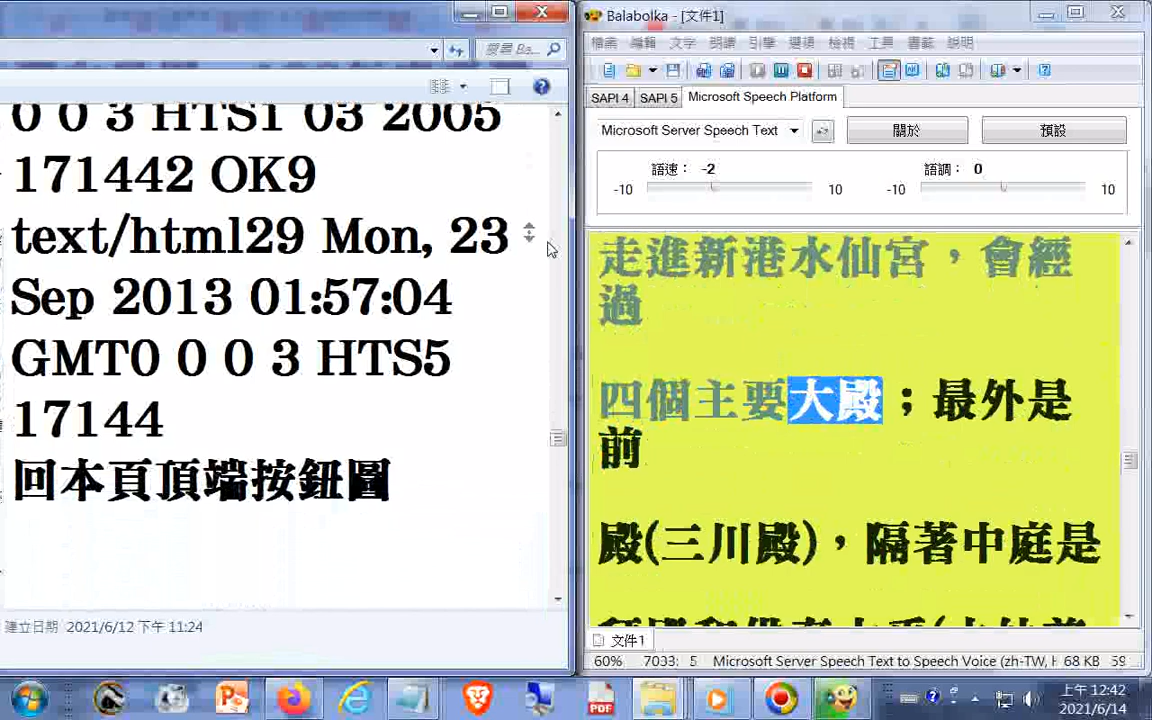 搜尋 Ba...
0 0 3 HTS1 03 2005
171442 OK9
text/html29 Mon, 23
Sep 2013 01:57:04
GMT0 0 0 3 HTS5
17144
回本頁頂端按鈕圖
建立日期 2021/6/12 下午 11:24
Balabolka - [文件1]
檔案 編輯 文字 朗讀 引擎 選項 檢視 工具 書籤 說明
SAPI 4 SAPI 5 Microsoft Speech Platform
Microsoft Server Speech Text 關於 預設
語速： -2 語調： 0
-10 10 -10 10
走進新港水仙宮，會經
過
四個主要大殿；最外是
前
殿(三川殿)，隔著中庭是
文件1
60% 7033: 5 Microsoft Server Speech Text to Speech Voice (zh-TW, H 68 KB 59
PDF
上午 12:42
2021/6/14